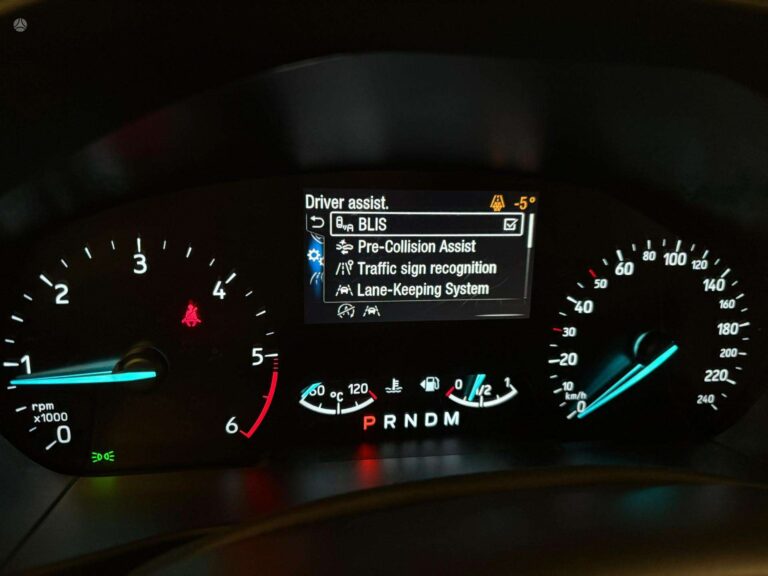 Driver assist.
-5°
BLIS
Pre-Collision Assist
Traffic sign recognition
Lane-Keeping System
0
1
2
3
4
5
6
rpm
x1000
60 °C 120
0 1/2 1
P R N D M
0
10
20
30
40
50
60
80
100
120
140
160
180
200
220
240
km/h